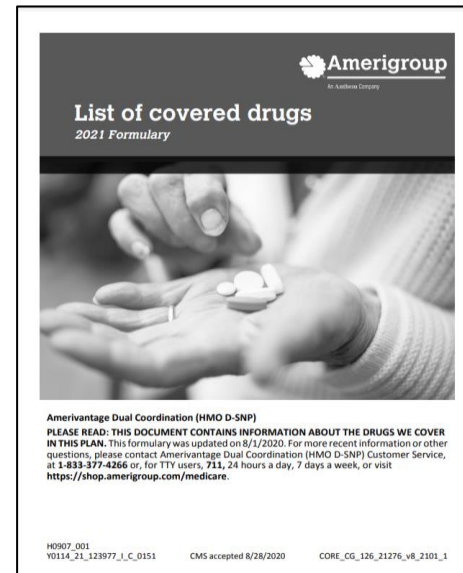 Amerigroup
An Anthem Company
List of covered drugs
2021 Formulary
Amerivantage Dual Coordination (HMO D-SNP)
PLEASE READ: THIS DOCUMENT CONTAINS INFORMATION ABOUT THE DRUGS WE COVER
IN THIS PLAN. This formulary was updated on 8/1/2020. For more recent information or other
questions, please contact Amerivantage Dual Coordination (HMO D-SNP) Customer Service,
at 1-833-377-4266 or, for TTY users, 711, 24 hours a day, 7 days a week, or visit
https://shop.amerigroup.com/medicare.
H0907_001
Y0114_21_123977_I_C_0151 CMS accepted 8/28/2020 CORE_CG_126_21276_v8_2101_1